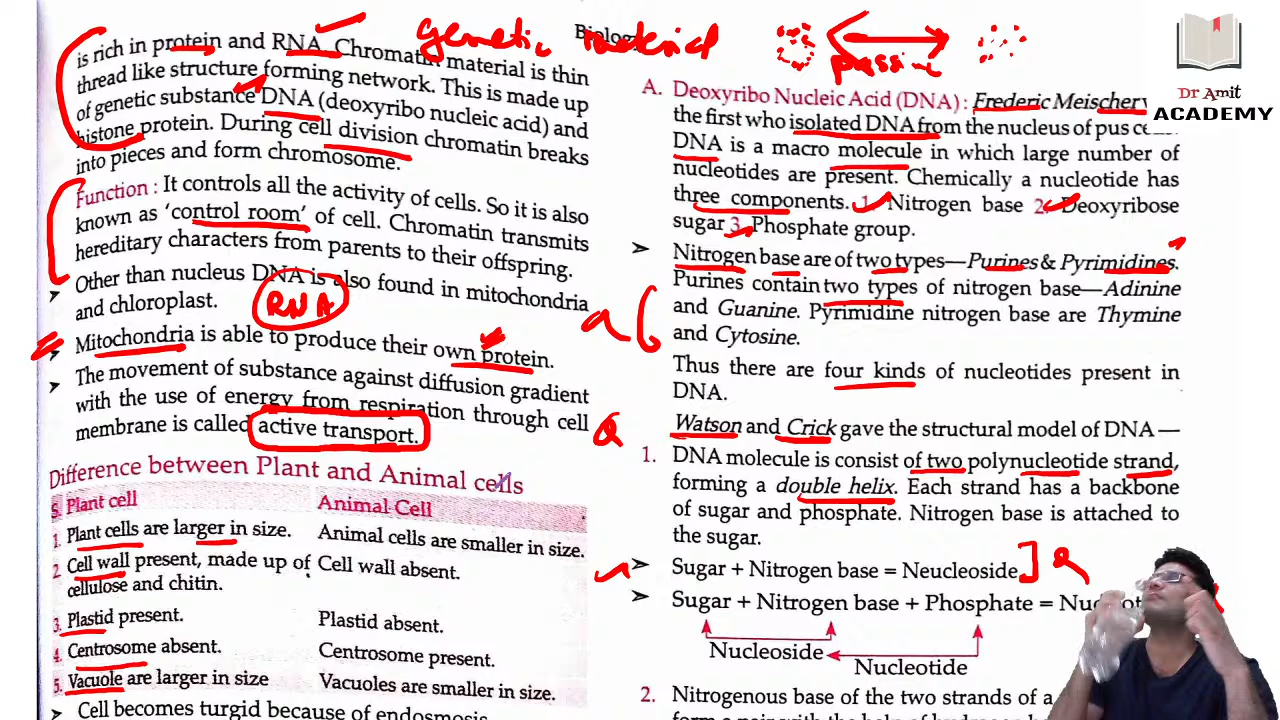 Biology
genetic material
passive
Dr Amit
ACADEMY
is rich in protein and RNA. Chromatin material is thin
thread like structure forming network. This is made up
of genetic substance DNA (deoxyribo nucleic acid) and
histone protein. During cell division chromatin breaks
into pieces and form chromosome.
Function : It controls all the activity of cells. So it is also
known as ‘control room’ of cell. Chromatin transmits
hereditary characters from parents to their offspring.
➤ Other than nucleus DNA is also found in mitochondria
and chloroplast.
RNA
➤ Mitochondria is able to produce their own protein.
➤ The movement of substance against diffusion gradient
with the use of energy from respiration through cell
membrane is called active transport.
Difference between Plant and Animal cells
S. Plant cell Animal Cell
1. Plant cells are larger in size. Animal cells are smaller in size.
2. Cell wall present, made up of Cell wall absent.
cellulose and chitin.
3. Plastid present. Plastid absent.
4. Centrosome absent. Centrosome present.
5. Vacuole are larger in size Vacuoles are smaller in size.
➤ Cell becomes turgid because of endosmosis
A. Deoxyribo Nucleic Acid (DNA) : Frederic Meischer
the first who isolated DNA from the nucleus of pus
DNA is a macro molecule in which large number of
nucleotides are present. Chemically a nucleotide has
three components. 1. Nitrogen base 2. Deoxyribose
sugar 3. Phosphate group.
➤ Nitrogen base are of two types—Purines & Pyrimidines.
Purines contain two types of nitrogen base—Adinine
and Guanine. Pyrimidine nitrogen base are Thymine
and Cytosine.
Thus there are four kinds of nucleotides present in
DNA.
Watson and Crick gave the structural model of DNA —
1. DNA molecule is consist of two polynucleotide strand,
forming a double helix. Each strand has a backbone
of sugar and phosphate. Nitrogen base is attached to
the sugar.
➤ Sugar + Nitrogen base = Neucleoside
➤ Sugar + Nitrogen base + Phosphate =
Nucleoside
Nucleotide
2. Nitrogenous base of the two strands of a
form a pair with the help of